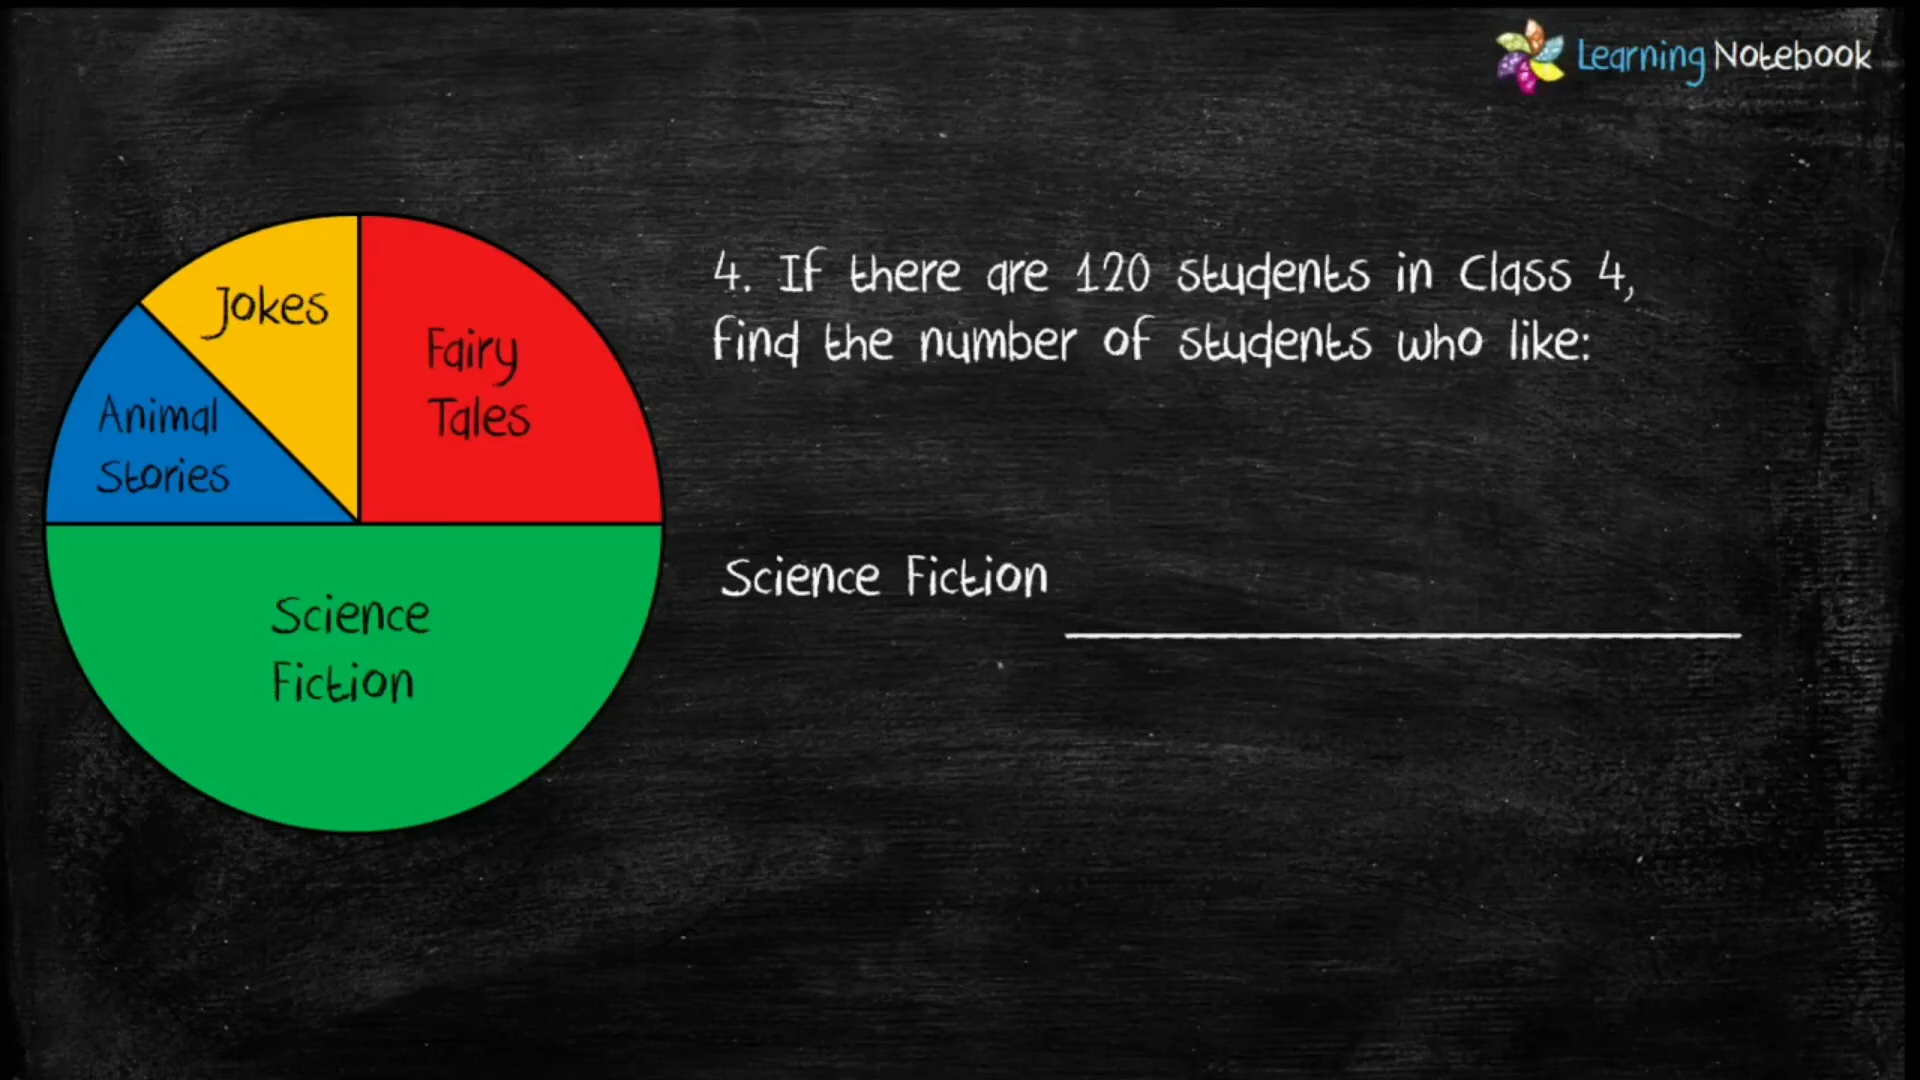 Learning Notebook
4. If there are 120 students in Class 4,
find the number of students who like:
Jokes
Fairy
Tales
Animal
Stories
Science Fiction
Science
Fiction